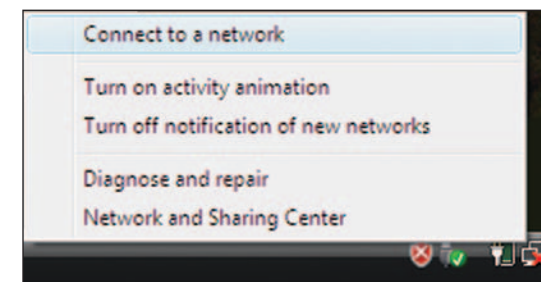 Connect to a network
Turn on activity animation
Turn off notification of new networks
Diagnose and repair
Network and Sharing Center